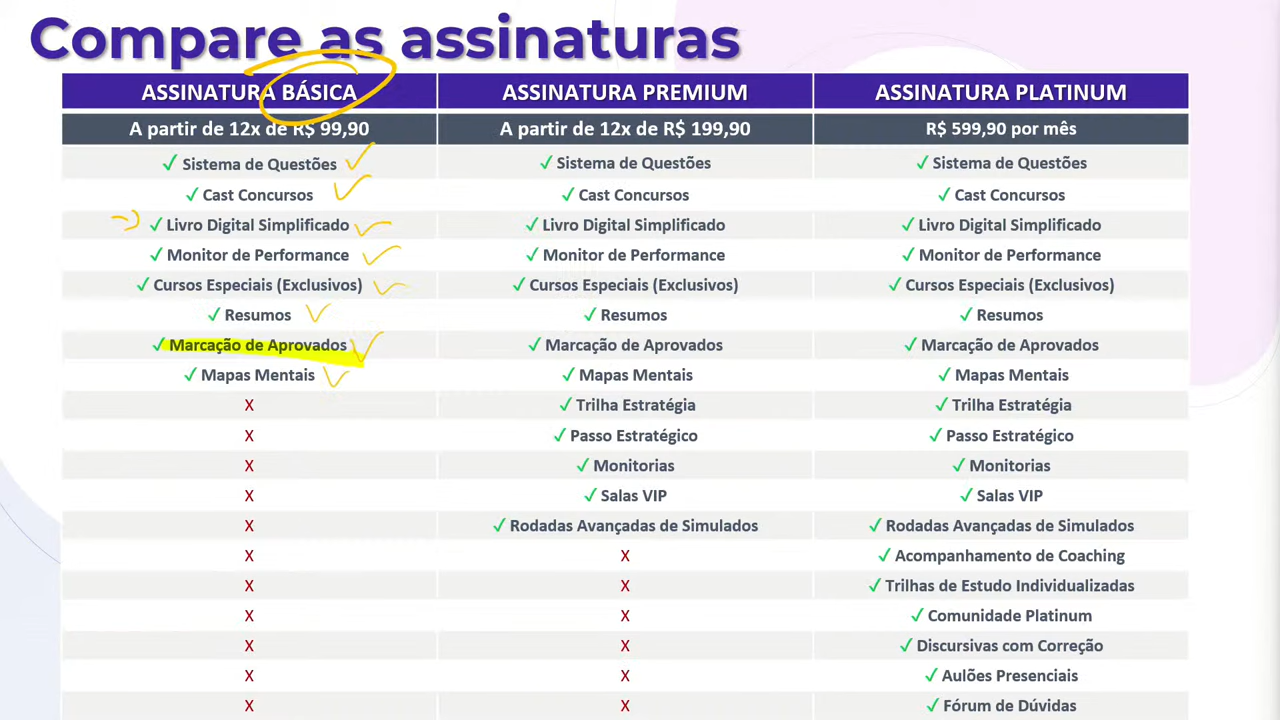 Compare as assinaturas
ASSINATURA BÁSICA ASSINATURA PREMIUM ASSINATURA PLATINUM
A partir de 12x de R$ 99,90 A partir de 12x de R$ 199,90 R$ 599,90 por mês
✓ Sistema de Questões ✓ Sistema de Questões ✓ Sistema de Questões
✓ Cast Concursos ✓ Cast Concursos ✓ Cast Concursos
✓ Livro Digital Simplificado ✓ Livro Digital Simplificado ✓ Livro Digital Simplificado
✓ Monitor de Performance ✓ Monitor de Performance ✓ Monitor de Performance
✓ Cursos Especiais (Exclusivos) ✓ Cursos Especiais (Exclusivos) ✓ Cursos Especiais (Exclusivos)
✓ Resumos ✓ Resumos ✓ Resumos
✓ Marcação de Aprovados ✓ Marcação de Aprovados ✓ Marcação de Aprovados
✓ Mapas Mentais ✓ Mapas Mentais ✓ Mapas Mentais
X ✓ Trilha Estratégia ✓ Trilha Estratégia
X ✓ Passo Estratégico ✓ Passo Estratégico
X ✓ Monitorias ✓ Monitorias
X ✓ Salas VIP ✓ Salas VIP
X ✓ Rodadas Avançadas de Simulados ✓ Rodadas Avançadas de Simulados
X X ✓ Acompanhamento de Coaching
X X ✓ Trilhas de Estudo Individualizadas
X X ✓ Comunidade Platinum
X X ✓ Discursivas com Correção
X X ✓ Aulões Presenciais
X X ✓ Fórum de Dúvidas